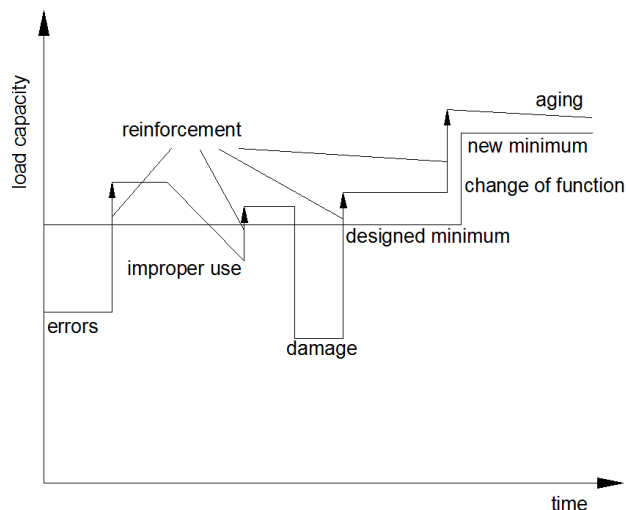 load capacity
aging
reinforcement
new minimum
change of function
designed minimum
improper use
errors
damage
time